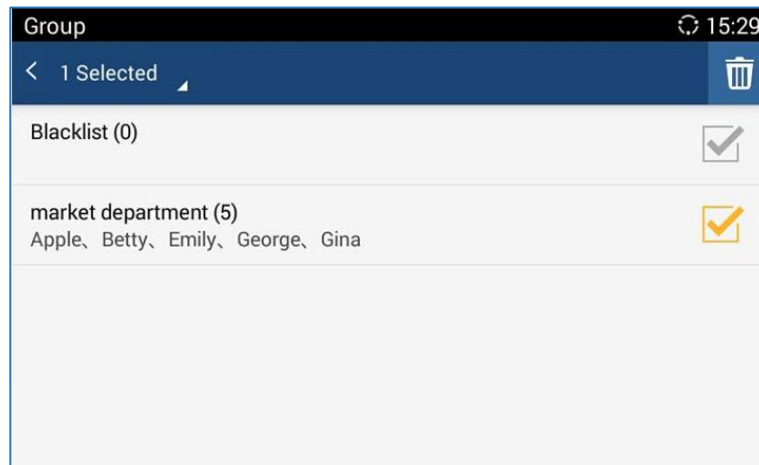 Group 15:29
1 Selected
Blacklist (0)
market department (5)
Apple、Betty、Emily、George、Gina